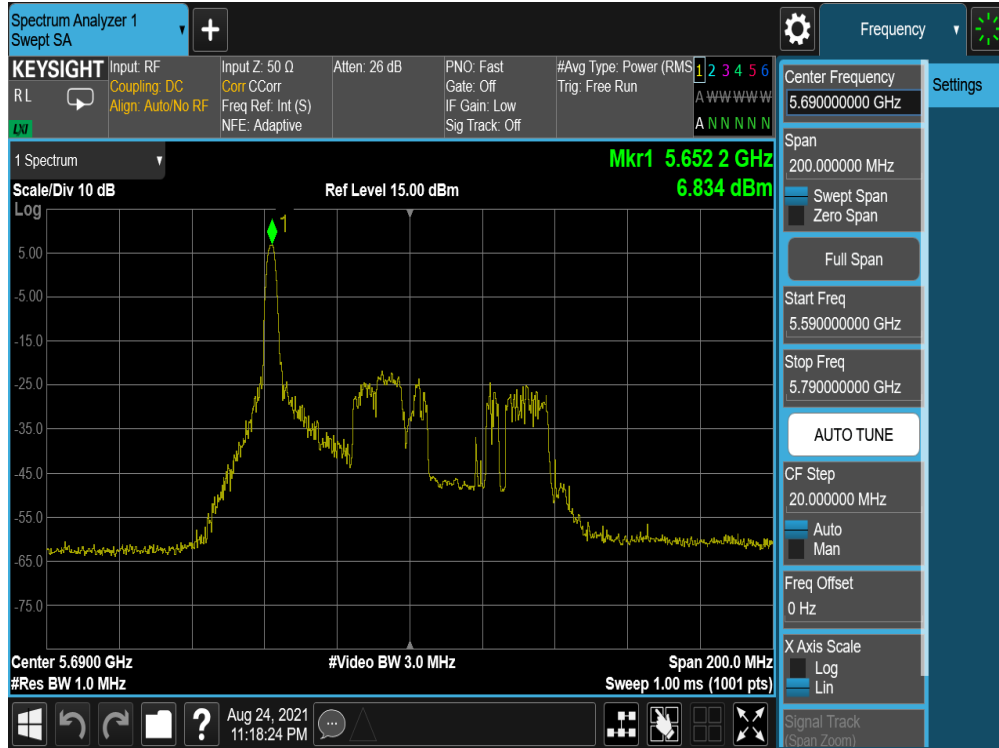 Spectrum Analyzer 1
Swept SA
Frequency
KEYSIGHT
R L
LXI
Input: RF
Coupling: DC
Align: Auto/No RF
Input Z: 50 Ω
Corr CCorr
Freq Ref: Int (S)
NFE: Adaptive
Atten: 26 dB
PNO: Fast
Gate: Off
IF Gain: Low
Sig Track: Off
#Avg Type: Power (RMS
Trig: Free Run
1 2 3 4 5 6
A W W W W W
A N N N N N
1 Spectrum
Mkr1 5.652 2 GHz
Scale/Div 10 dB
Ref Level 15.00 dBm
6.834 dBm
Log
1
5.00
-5.00
-15.0
-25.0
-35.0
-45.0
-55.0
-65.0
-75.0
Center 5.6900 GHz
#Video BW 3.0 MHz
Span 200.0 MHz
#Res BW 1.0 MHz
Sweep 1.00 ms (1001 pts)
Aug 24, 2021
11:18:24 PM
Center Frequency
5.690000000 GHz
Settings
Span
200.000000 MHz
Swept Span
Zero Span
Full Span
Start Freq
5.590000000 GHz
Stop Freq
5.790000000 GHz
AUTO TUNE
CF Step
20.000000 MHz
Auto
Man
Freq Offset
0 Hz
X Axis Scale
Log
Lin
Signal Track
(Span Zoom)